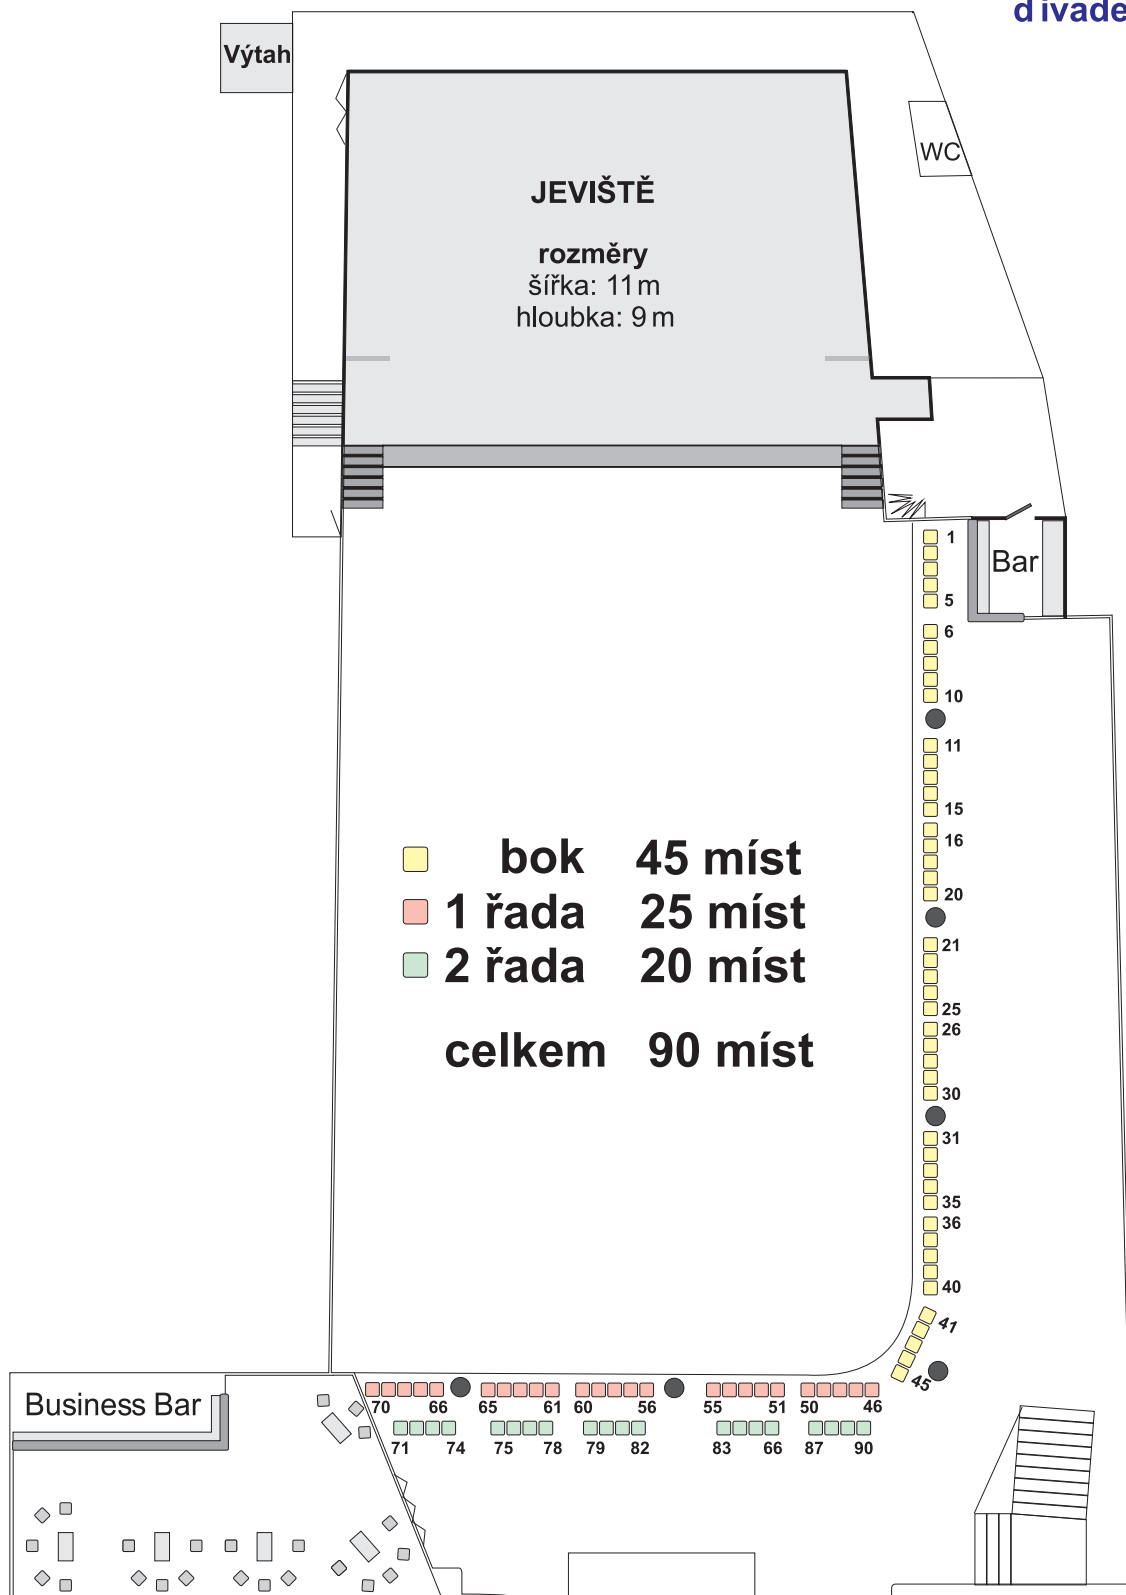 divade
Výtah
WC
JEVIŠTĚ
rozměry
šířka: 11 m
hloubka: 9 m
Bar
1
5
6
10
11
15
16
20
21
25
26
30
31
35
36
40
41
45
bok 45 míst
1 řada 25 míst
2 řada 20 míst
celkem 90 míst
Business Bar
70 66 65 61 60 56 55 51 50 46
71 74 75 78 79 82 83 66 87 90